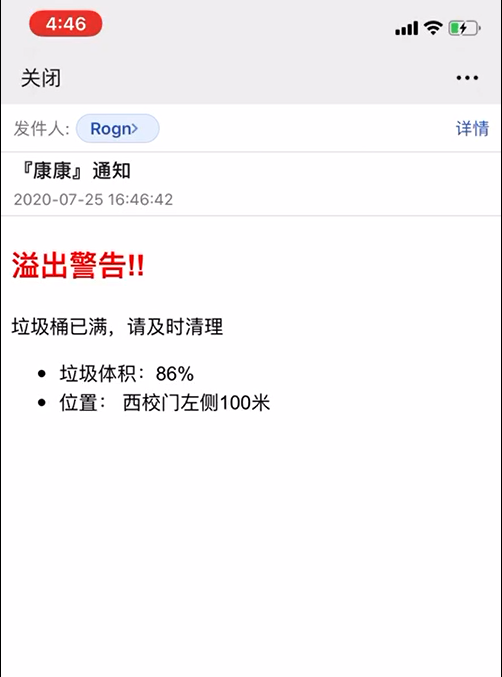 4:46
关闭
发件人: Rogn 详情
『康康』通知
2020-07-25 16:46:42
溢出警告!!
垃圾桶已满，请及时清理
垃圾体积：86%
位置： 西校门左侧100米